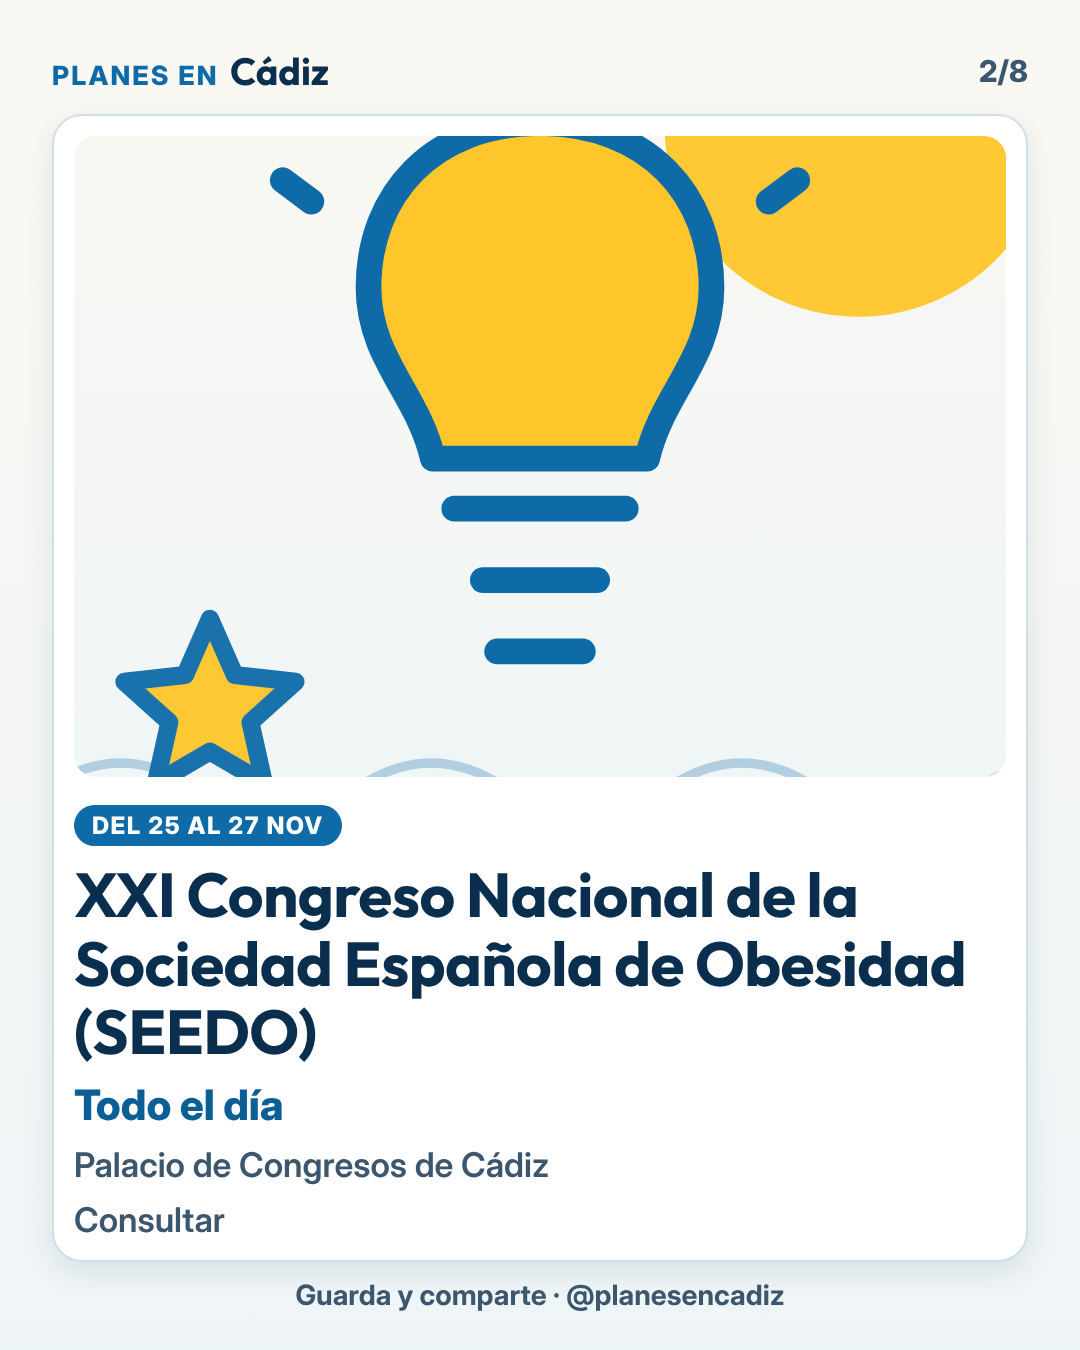 PLANES EN Cádiz
2/8
DEL 25 AL 27 NOV
XXI Congreso Nacional de la
Sociedad Española de Obesidad
(SEEDO)
Todo el día
Palacio de Congresos de Cádiz
Consultar
Guarda y comparte · @planesencadiz